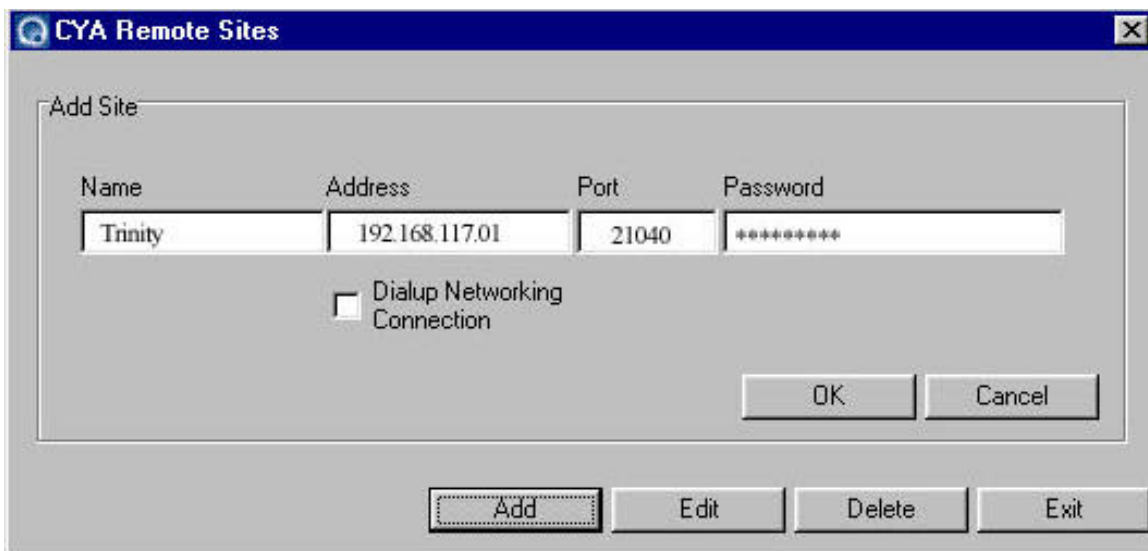 CYA Remote Sites
Add Site
Name Address Port Password
Trinity 192.168.117.01 21040 *********
Dialup Networking
Connection
OK Cancel
Add Edit Delete Exit